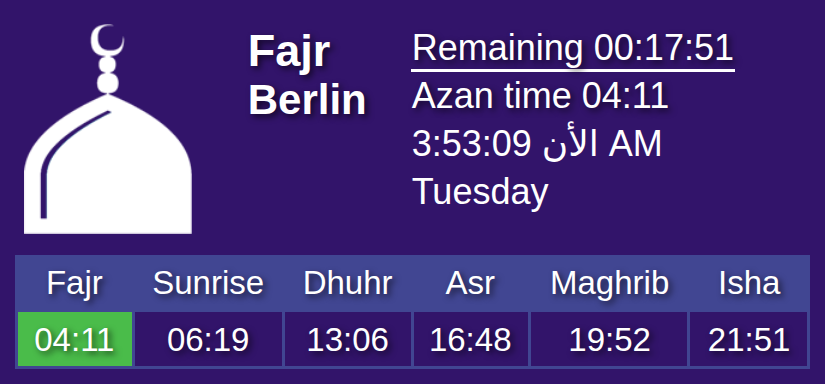 Fajr
Berlin
Remaining 00:17:51
Azan time 04:11
3:53:09 الأن AM
Tuesday
Fajr Sunrise Dhuhr Asr Maghrib Isha
04:11 06:19 13:06 16:48 19:52 21:51